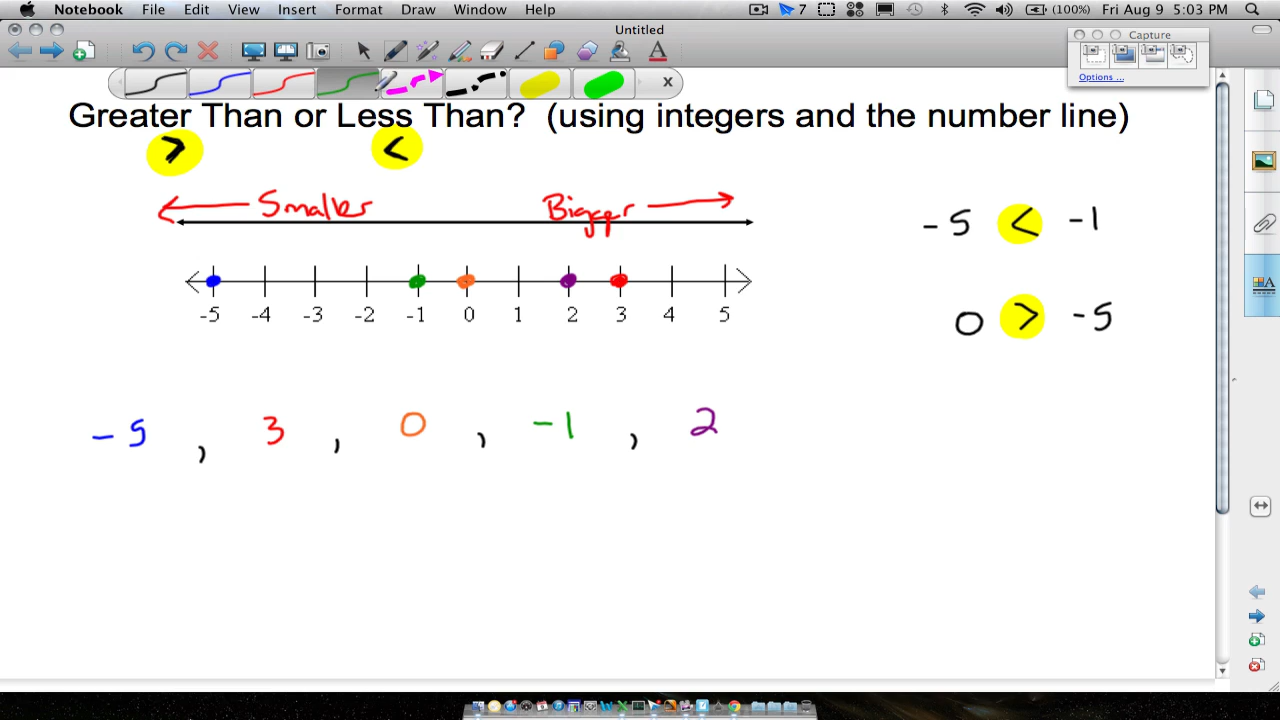 Notebook File Edit View Insert Format Draw Window Help 7 (100%) Fri Aug 9 5:03 PM
Untitled
Capture
Options ...
x
Greater Than or Less Than? (using integers and the number line)
> <
Smaller Bigger
-5 < -1
-5 -4 -3 -2 -1 0 1 2 3 4 5
0 > -5
-5 , 3 , 0 , -1 , 2